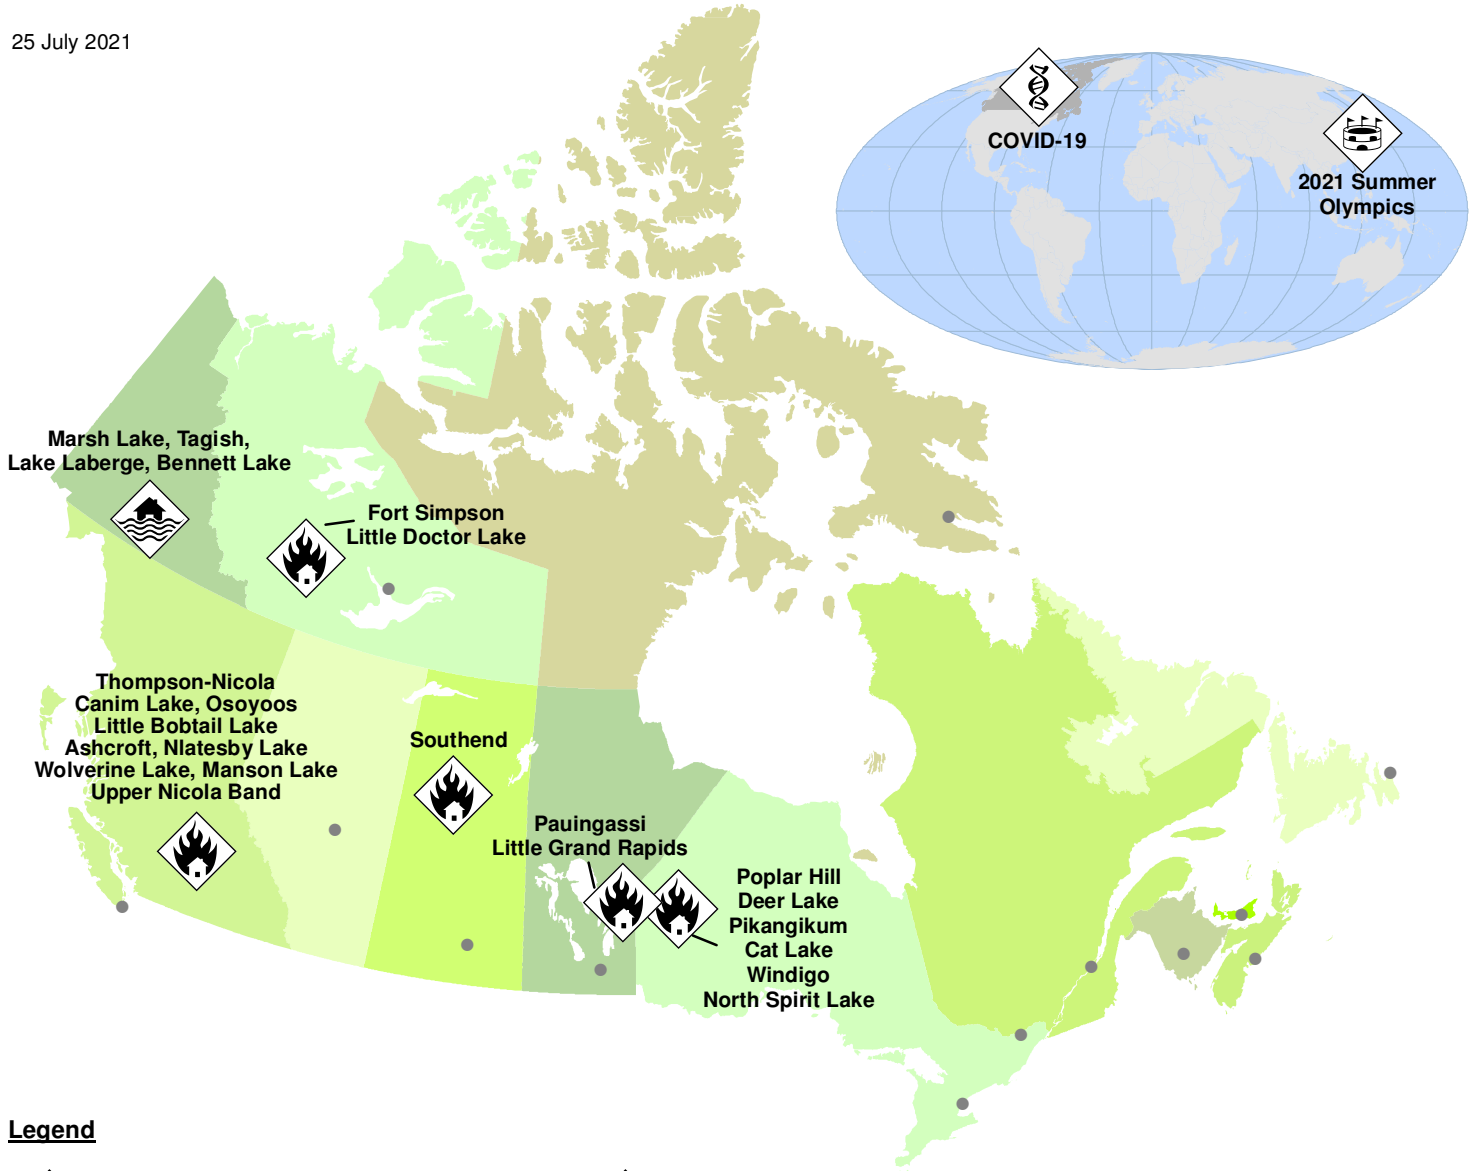 25 July 2021
COVID-19
2021 Summer
Olympics
Marsh Lake, Tagish,
Lake Laberge, Bennett Lake
Fort Simpson
Little Doctor Lake
Thompson-Nicola
Canim Lake, Osoyoos
Little Bobtail Lake
Ashcroft, Nlatesby Lake
Wolverine Lake, Manson Lake
Upper Nicola Band
Southend
Pauingassi
Little Grand Rapids
Poplar Hill
Deer Lake
Pikangikum
Cat Lake
Windigo
North Spirit Lake
Legend